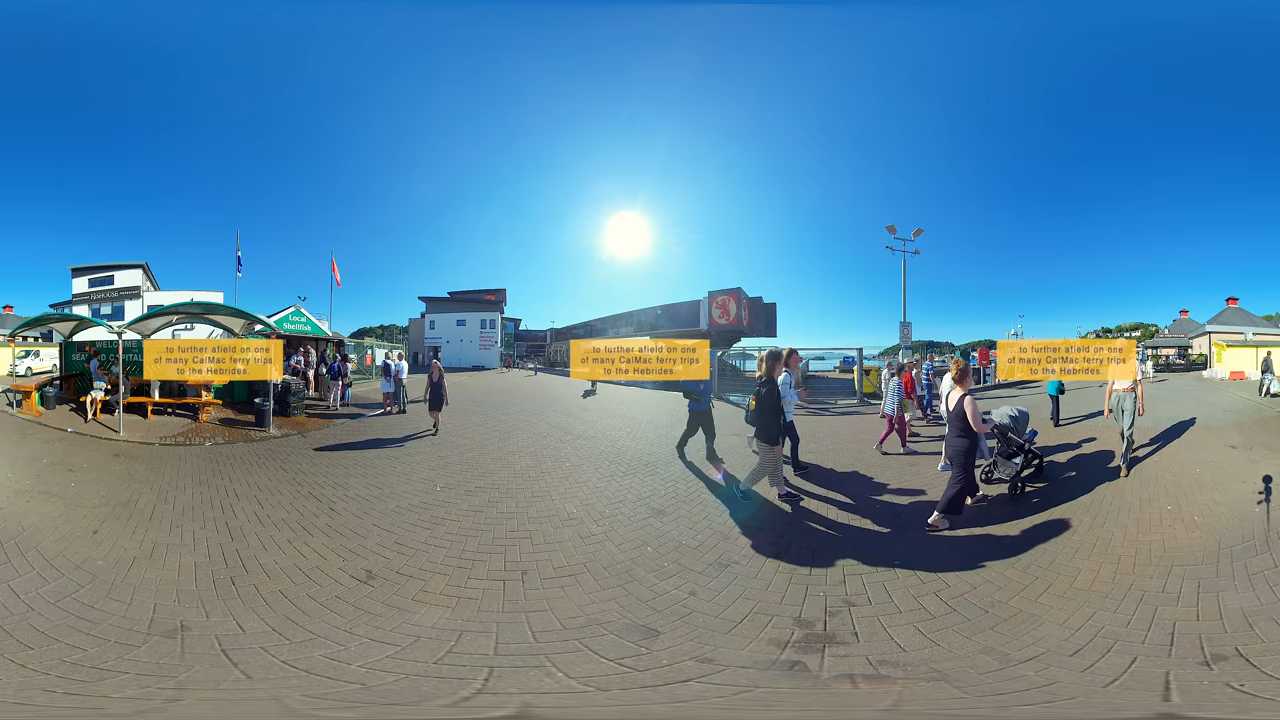 FISHOUSE
Local
Shellfish
WELCOME
SEAFOOD CAPITAL
...to further afield on one
of many CalMac ferry trips
to the Hebrides.
...to further afield on one
of many CalMac ferry trips
to the Hebrides.
...to further afield on one
of many CalMac ferry trips
to the Hebrides.